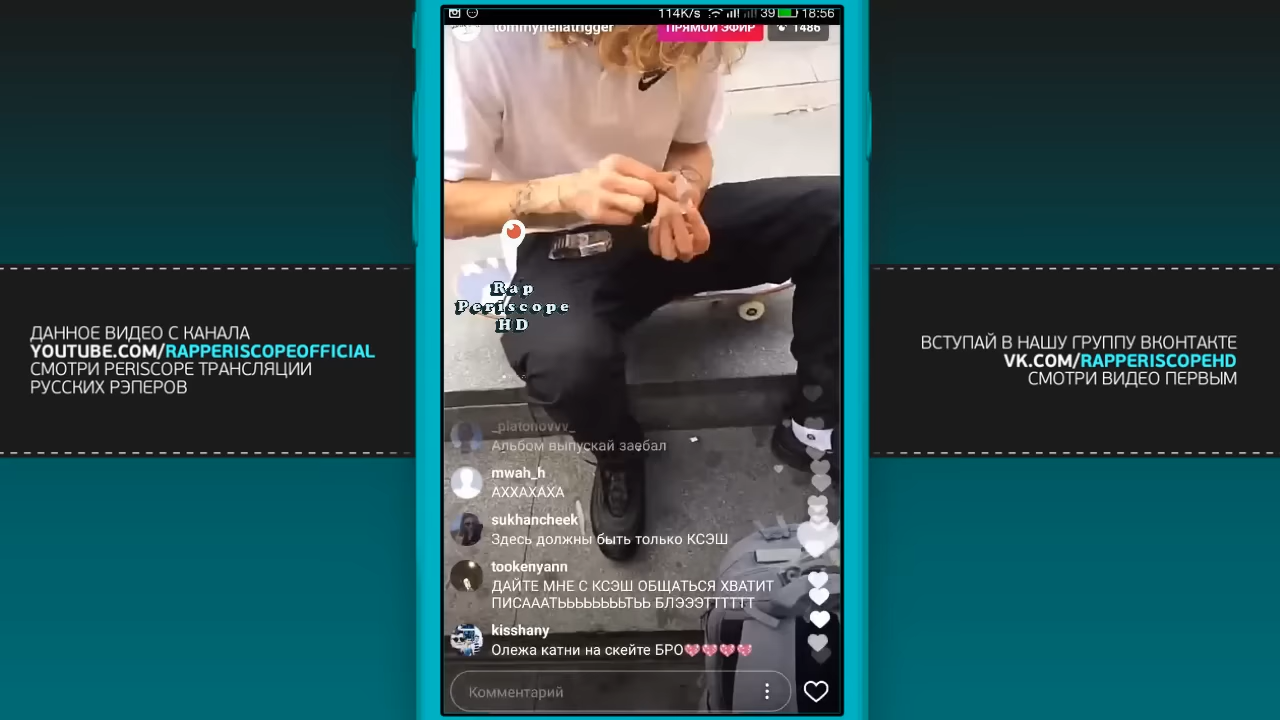 114K/s 39 18:56
tommyhellatrigger ПРЯМОЙ ЭФИР 1486
ДАННОЕ ВИДЕО С КАНАЛА
YOUTUBE.COM/RAPPERISCOPEOFFICIAL
СМОТРИ PERISCOPE ТРАНСЛЯЦИИ
РУССКИХ РЭПЕРОВ
Rap
Periscope
HD
ВСТУПАЙ В НАШУ ГРУППУ ВКОНТАКТЕ
VK.COM/RAPPERISCOPEHD
СМОТРИ ВИДЕО ПЕРВЫМ
_platonovvv_
Альбом выпускай заебал
mwah_h
АХХАХАХА
sukhancheek
Здесь должны быть только КСЭШ
tookenyann
ДАЙТЕ МНЕ С КСЭШ ОБЩАТЬСЯ ХВАТИТ
ПИСАААТЬЬЬЬЬЬЬТЬЬ БЛЭЭЭТТТТТТ
kisshany
Олежа катни на скейте БРО💖💖💖💖
Комментарий